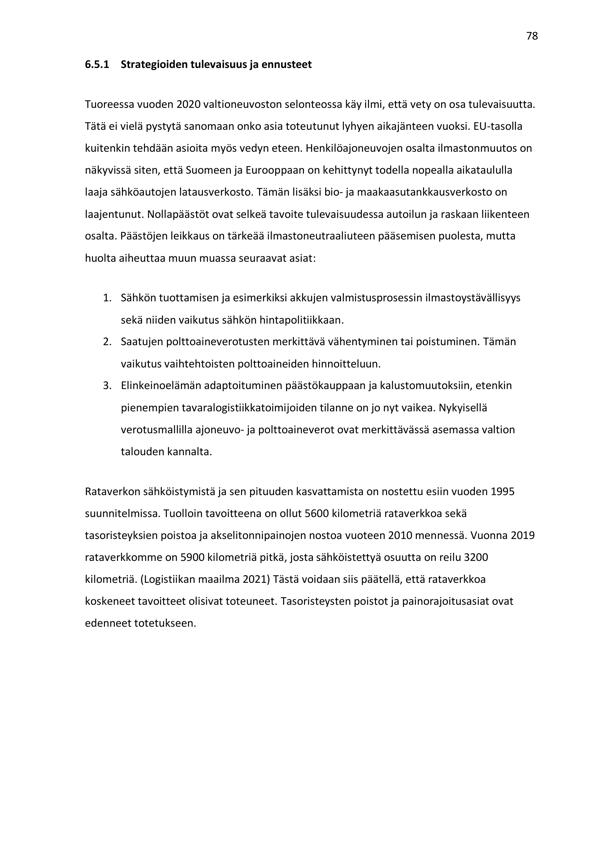 78
6.5.1 Strategioiden tulevaisuus ja ennusteet
Tuoreessa vuoden 2020 valtioneuvoston selonteossa käy ilmi, että vety on osa tulevaisuutta.
Tätä ei vielä pystytä sanomaan onko asia toteutunut lyhyen aikajänteen vuoksi. EU-tasolla
kuitenkin tehdään asioita myös vedyn eteen. Henkilöajoneuvojen osalta ilmastonmuutos on
näkyvissä siten, että Suomeen ja Eurooppaan on kehittynyt todella nopealla aikataululla
laaja sähköautojen latausverkosto. Tämän lisäksi bio- ja maakaasutankkausverkosto on
laajentunut. Nollapäästöt ovat selkeä tavoite tulevaisuudessa autoilun ja raskaan liikenteen
osalta. Päästöjen leikkaus on tärkeää ilmastoneutraaliuteen pääsemisen puolesta, mutta
huolta aiheuttaa muun muassa seuraavat asiat:
1. Sähkön tuottamisen ja esimerkiksi akkujen valmistusprosessin ilmastoystävällisyys
sekä niiden vaikutus sähkön hintapolitiikkaan.
2. Saatujen polttoaineverotusten merkittävä vähentyminen tai poistuminen. Tämän
vaikutus vaihtehtoisten polttoaineiden hinnoitteluun.
3. Elinkeinoelämän adaptoituminen päästökauppaan ja kalustomuutoksiin, etenkin
pienempien tavaralogistiikkatoimijoiden tilanne on jo nyt vaikea. Nykyisellä
verotusmallilla ajoneuvo- ja polttoaineverot ovat merkittävässä asemassa valtion
talouden kannalta.
Rataverkon sähköistymistä ja sen pituuden kasvattamista on nostettu esiin vuoden 1995
suunnitelmissa. Tuolloin tavoitteena on ollut 5600 kilometriä rataverkkoa sekä
tasoristeyksien poistoa ja akselitonnipainojen nostoa vuoteen 2010 mennessä. Vuonna 2019
rataverkkomme on 5900 kilometriä pitkä, josta sähköistettyä osuutta on reilu 3200
kilometriä. (Logistiikan maailma 2021) Tästä voidaan siis päätellä, että rataverkkoa
koskeneet tavoitteet olisivat toteuneet. Tasoristeysten poistot ja painorajoitusasiat ovat
edenneet totetukseen.